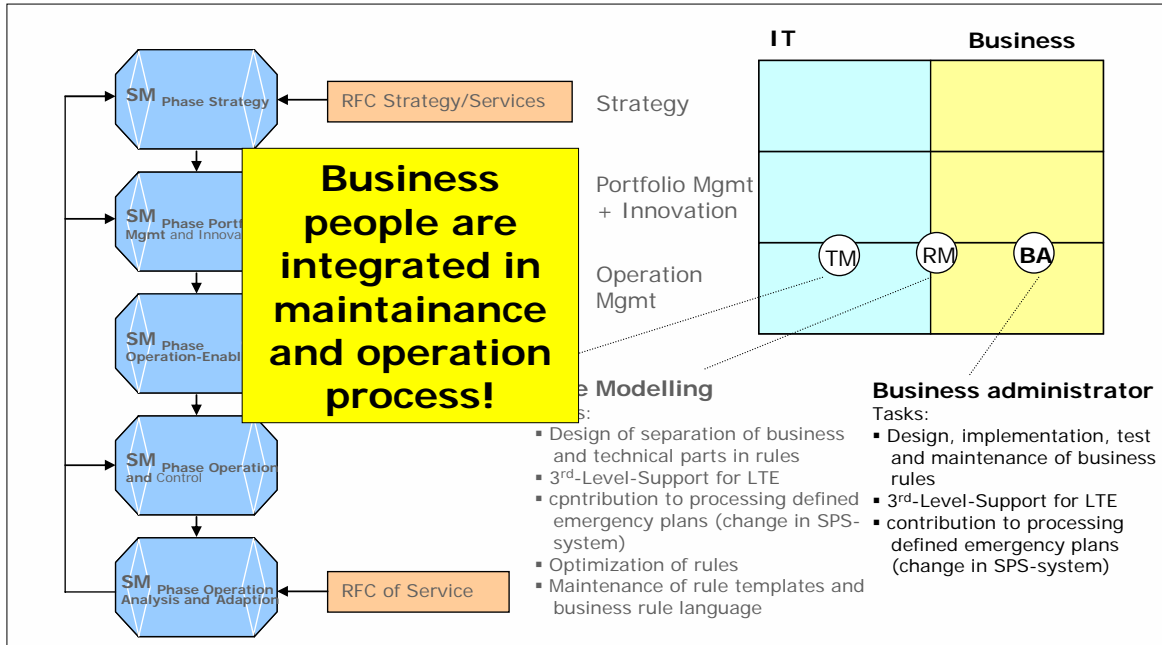 SM Phase Strategy
RFC Strategy/Services
SM Phase
Mgmt and
SM Phase
SM Phase Operation
and Control
SM Phase Operation
Analysis and Adaption
RFC of Service
Business
people are
integrated in
maintainance
and operation
process!
Strategy
Portfolio Mgmt
+ Innovation
Operation
Mgmt
IT Business
TM RM BA
Modelling
▪ Design of separation of business
and technical parts in rules
▪ 3rd-Level-Support for LTE
▪ cpntribution to processing defined
emergency plans (change in SPS-
system)
▪ Optimization of rules
▪ Maintenance of rule templates and
business rule language
Business administrator
Tasks:
▪ Design, implementation, test
and maintenance of business
rules
▪ 3rd-Level-Support for LTE
▪ contribution to processing
defined emergency plans
(change in SPS-system)